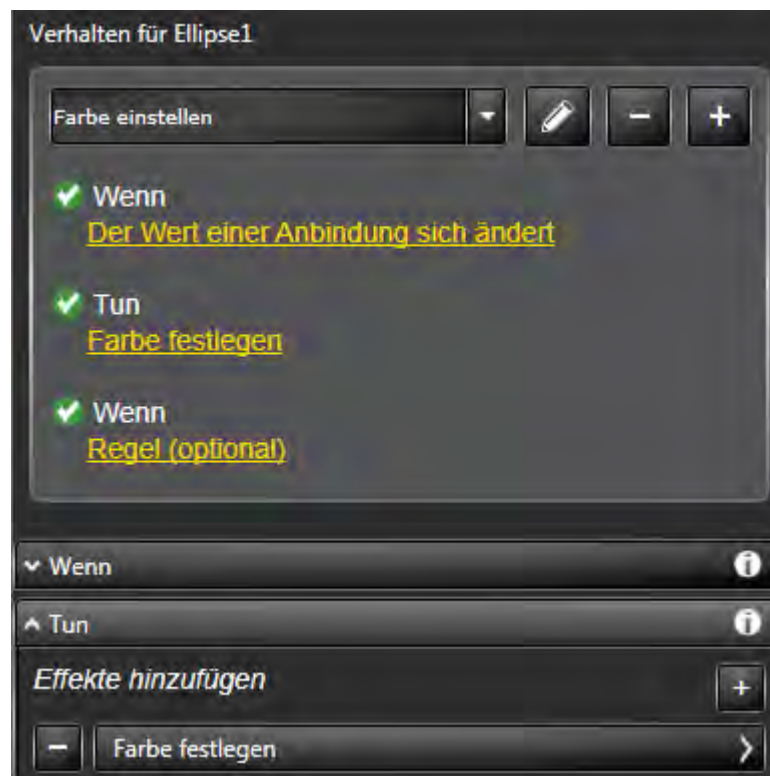 Verhalten für Ellipse1
Farbe einstellen
Wenn
Der Wert einer Anbindung sich ändert
Tun
Farbe festlegen
Wenn
Regel (optional)
Wenn
Tun
Effekte hinzufügen
Farbe festlegen